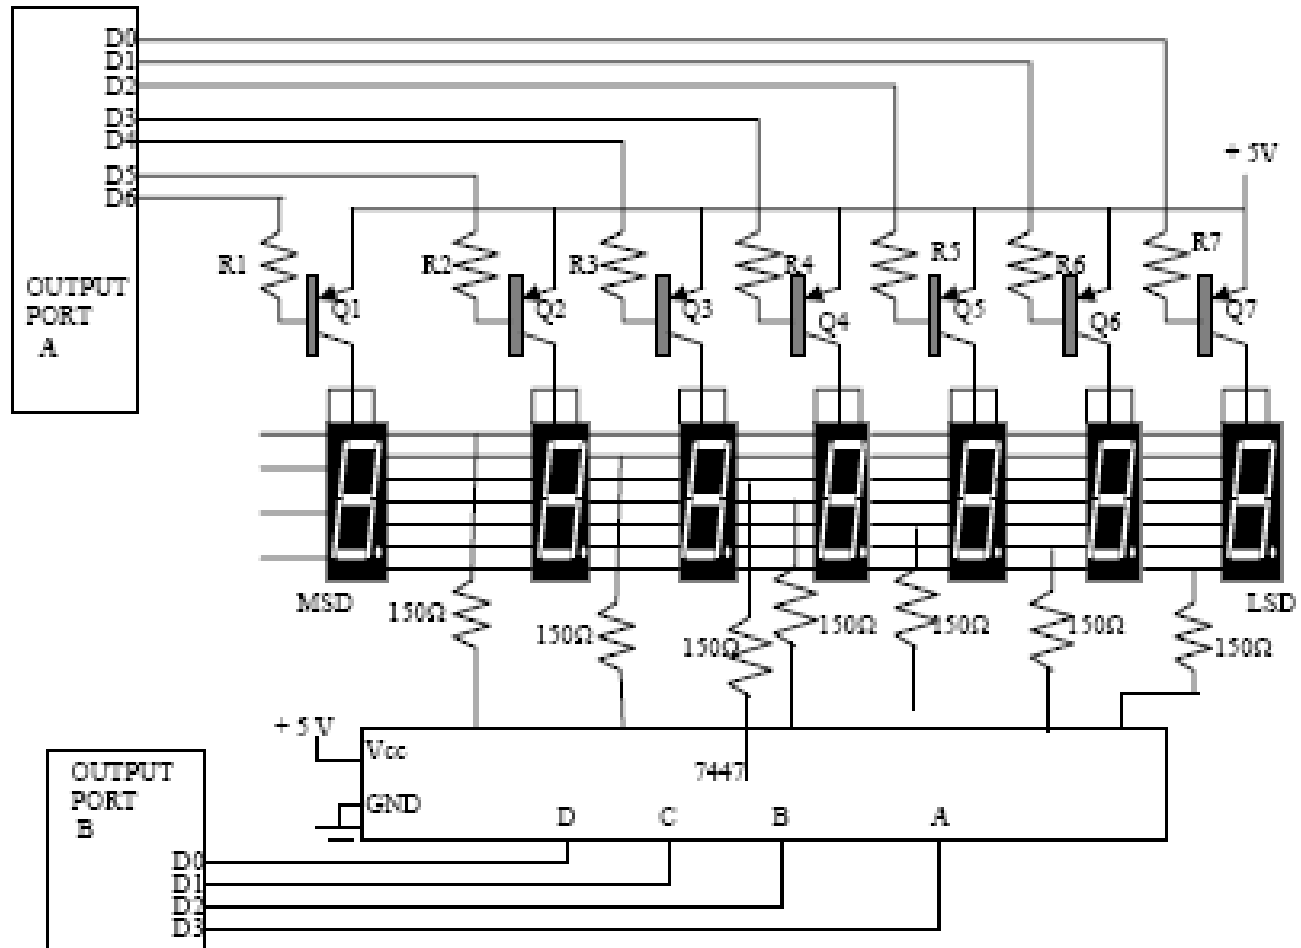 D0
D1
D2
D3
D4
D5
D6
+ 5V
OUTPUT
PORT
A
R1
R2
R3
R4
R5
R6
R7
Q1
Q2
Q3
Q4
Q5
Q6
Q7
MSD
LSD
150Ω
150Ω
150Ω
150Ω
150Ω
150Ω
150Ω
+ 5 V
Vcc
GND
7447
D
C
B
A
OUTPUT
PORT
B
D0
D1
D2
D3